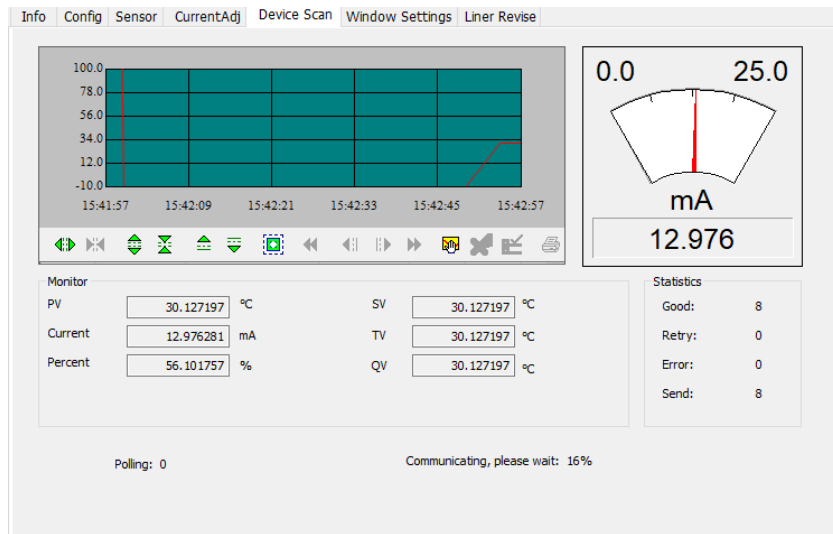 Info Config Sensor CurrentAdj Device Scan Window Settings Liner Revise
100.0
78.0
56.0
34.0
12.0
-10.0
15:41:57 15:42:09 15:42:21 15:42:33 15:42:45 15:42:57
0.0 25.0
mA
12.976
Monitor
PV 30.127197 ℃ SV 30.127197 ℃
Current 12.976281 mA TV 30.127197 ℃
Percent 56.101757 % QV 30.127197 ℃
Statistics
Good: 8
Retry: 0
Error: 0
Send: 8
Polling: 0 Communicating, please wait: 16%